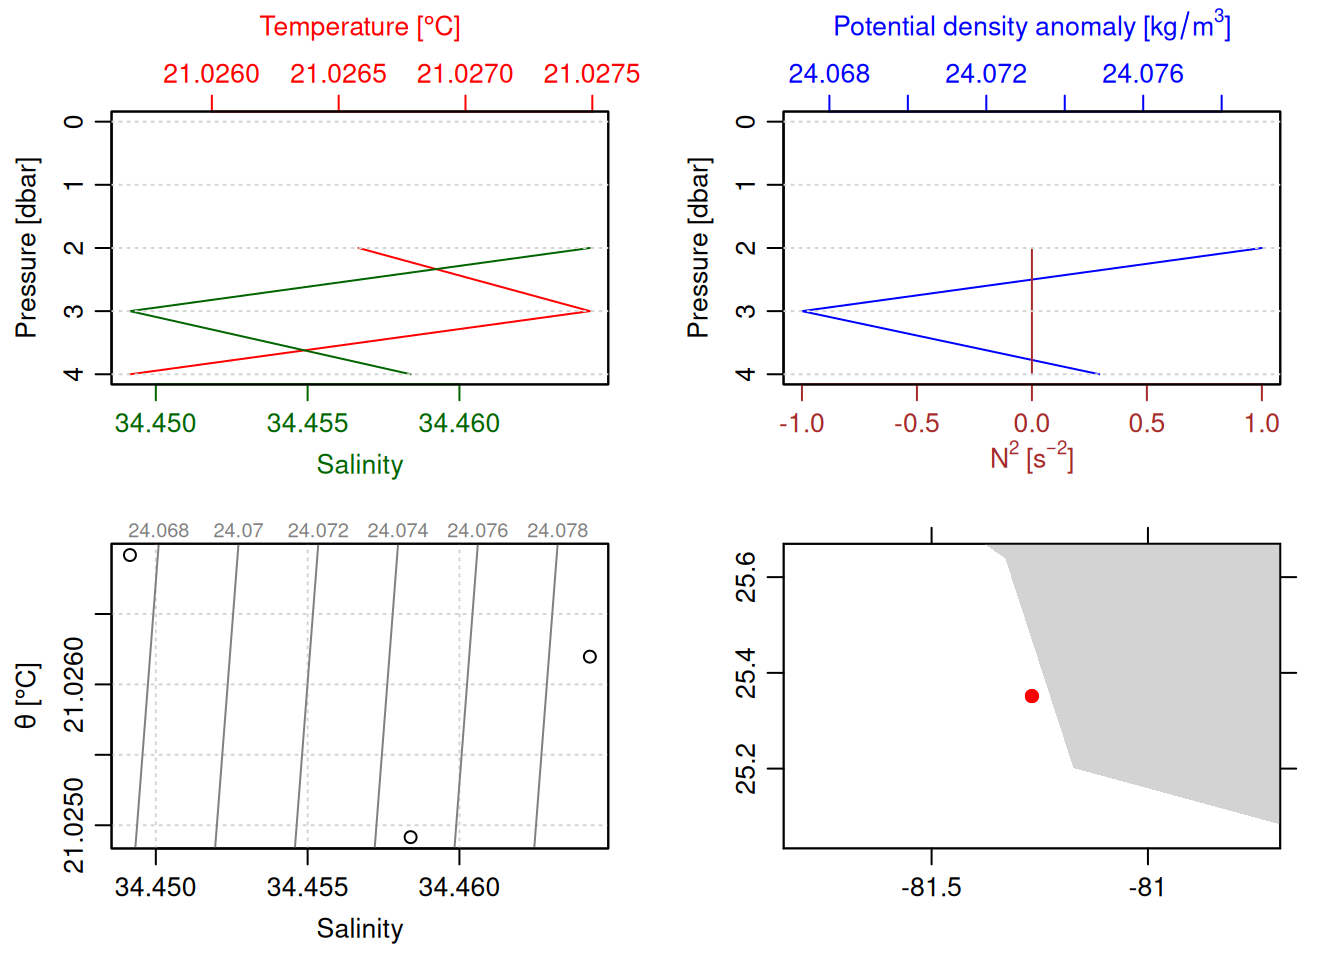 Temperature [°C]
21.0260 21.0265 21.0270 21.0275
Pressure [dbar]
0
1
2
3
4
34.450 34.455 34.460
Salinity
Potential density anomaly [kg/m³]
24.068 24.072 24.076
Pressure [dbar]
0
1
2
3
4
-1.0 -0.5 0.0 0.5 1.0
N² [s⁻²]
24.068 24.07 24.072 24.074 24.076 24.078
θ [°C]
21.0260
21.0250
34.450 34.455 34.460
Salinity
25.6
25.4
25.2
-81.5 -81